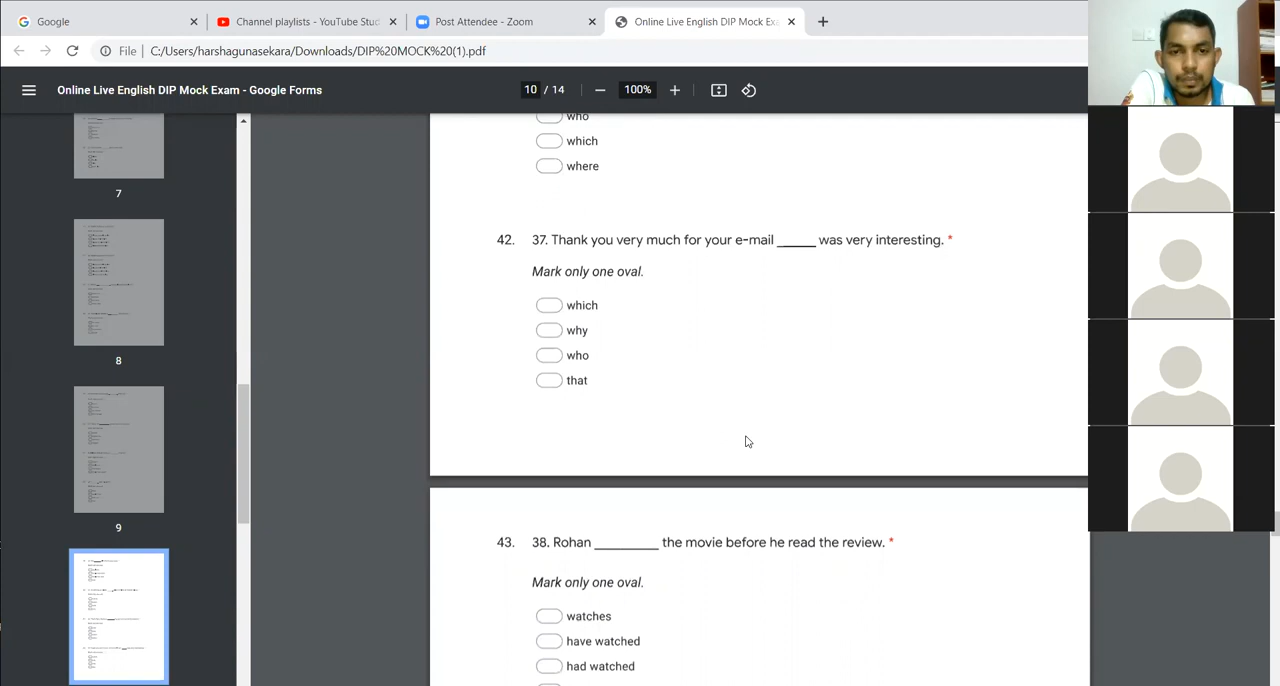 Google
Channel playlists - YouTube Stud
Post Attendee - Zoom
Online Live English DIP Mock Exa
File | C:/Users/harshagunasekara/Downloads/DIP%20MOCK%20(1).pdf
Online Live English DIP Mock Exam - Google Forms
10 / 14
100%
7
8
9
who
which
where
42. 37. Thank you very much for your e-mail _____ was very interesting. *
Mark only one oval.
which
why
who
that
43. 38. Rohan ________ the movie before he read the review. *
Mark only one oval.
watches
have watched
had watched